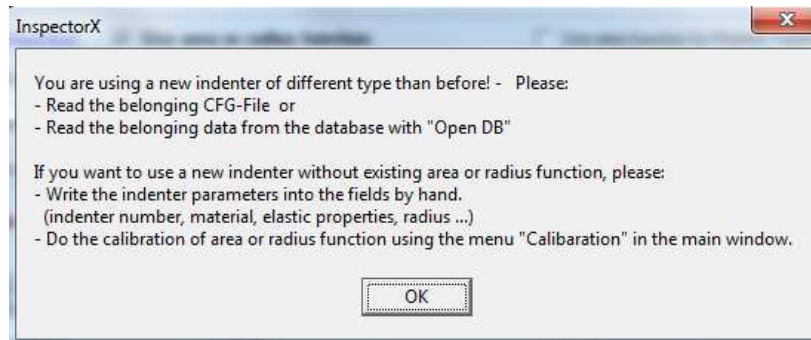 InspectorX
You are using a new indenter of different type than before! - Please:
- Read the belonging CFG-File or
- Read the belonging data from the database with "Open DB"
If you want to use a new indenter without existing area or radius function, please:
- Write the indenter parameters into the fields by hand.
(indenter number, material, elastic properties, radius ...)
- Do the calibration of area or radius function using the menu "Calibaration" in the main window.
OK